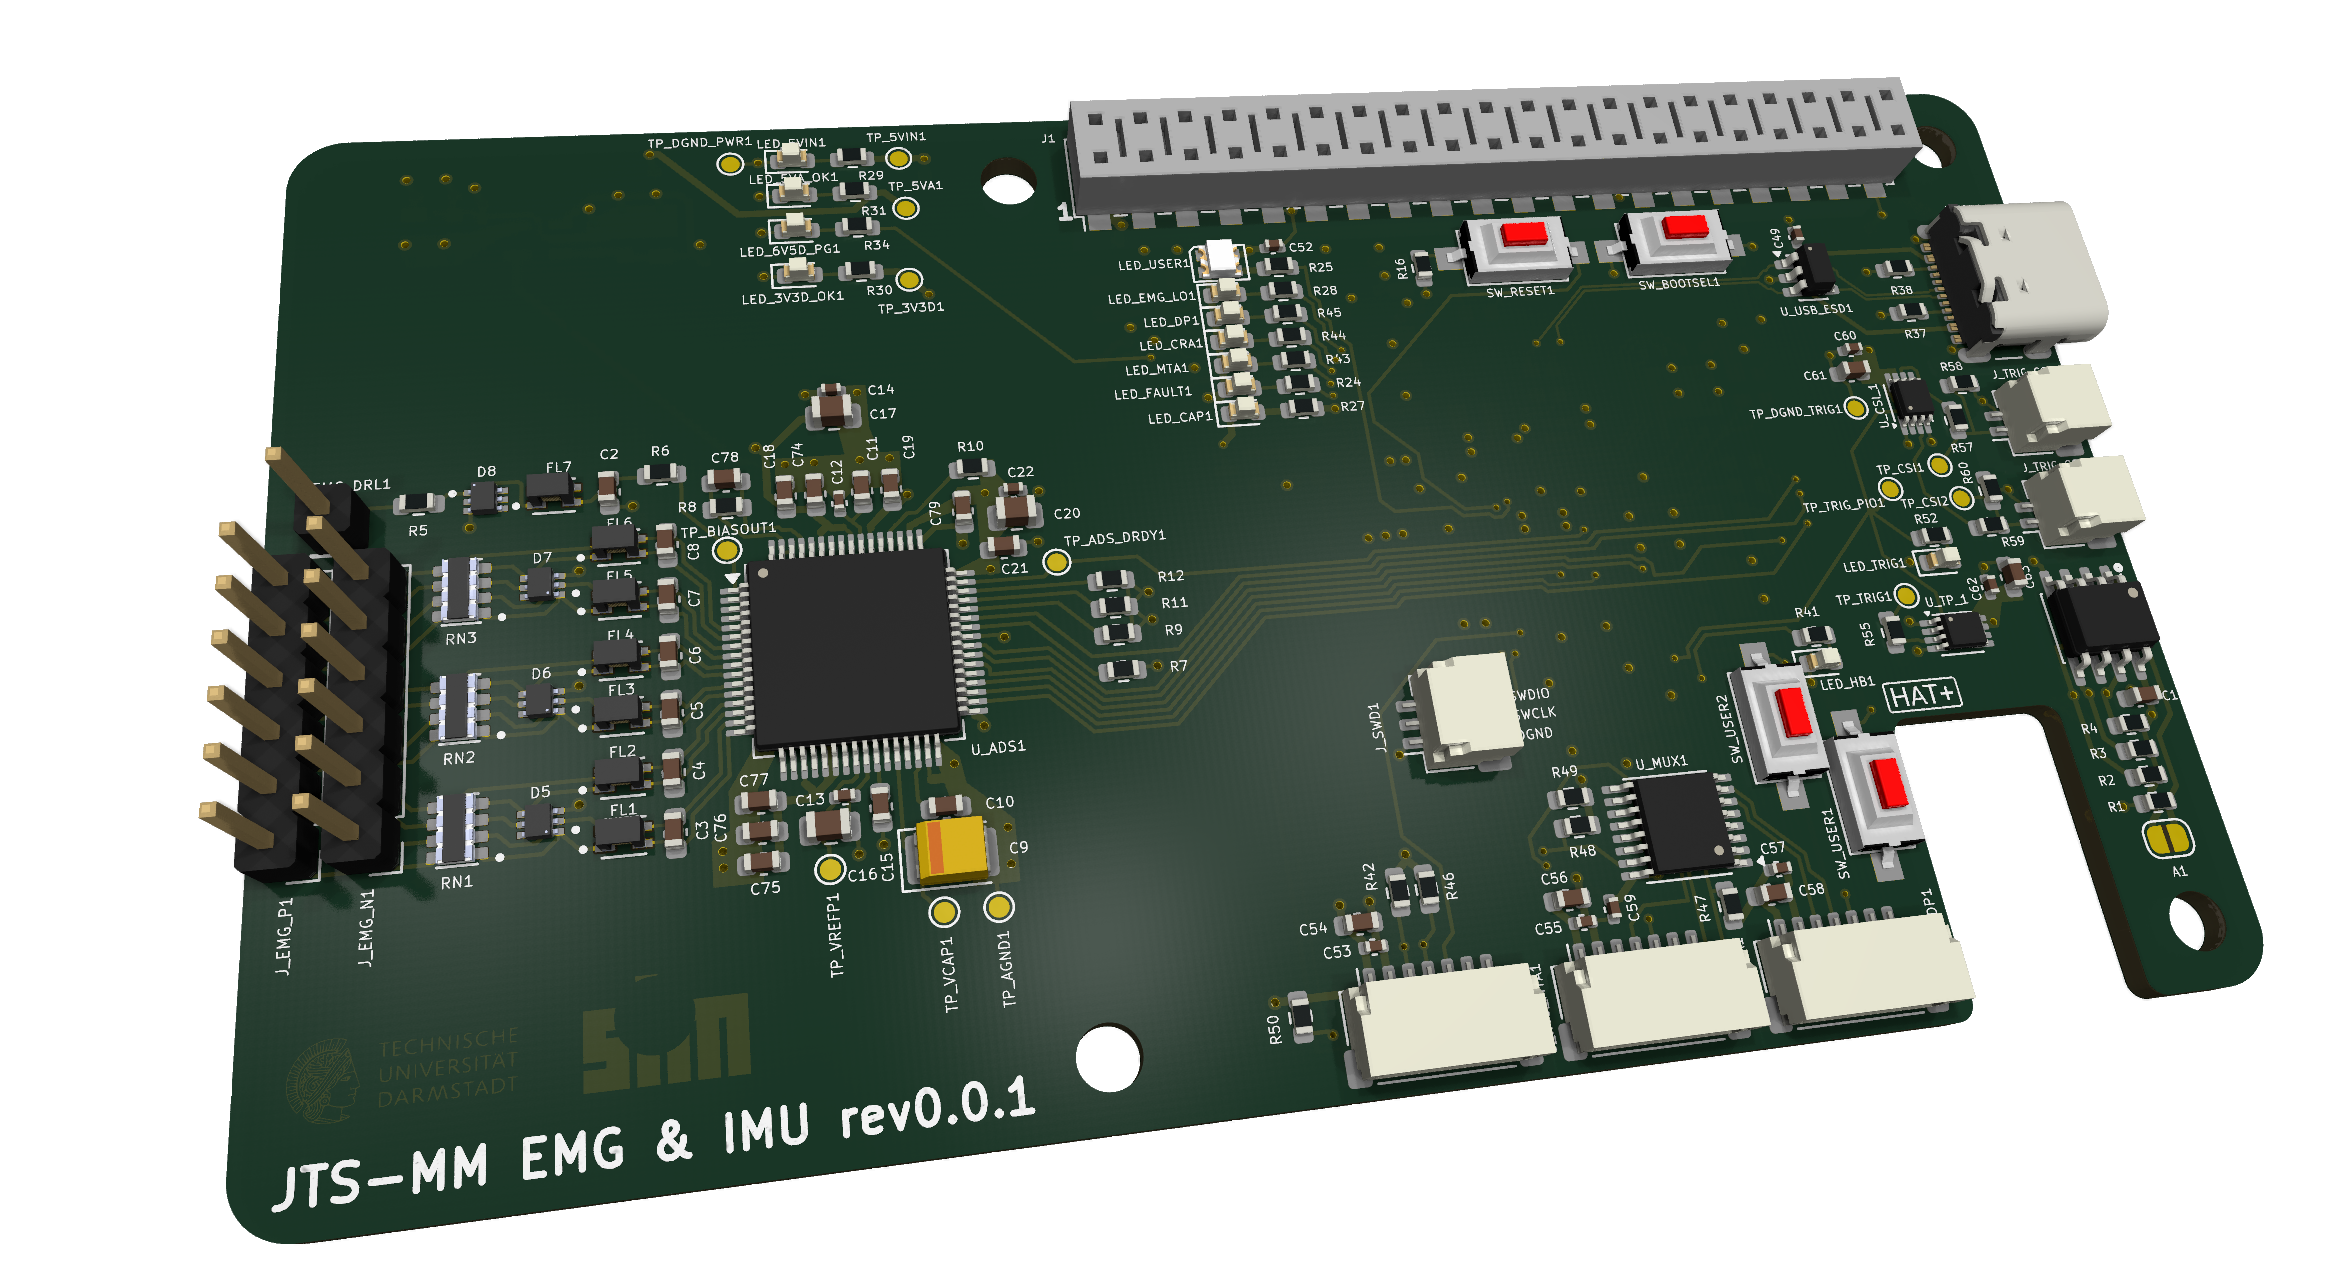 J1
1
TP_DGND_PWR1
LED_5VIN1
TP_5VIN1
LED_5VA_OK1
R29
TP_5VA1
R31
LED_6V5D_PG1
R34
LED_3V3D_OK1
R30
TP_3V3D1
LED_USER1
C52
R25
LED_EMG_LO1
R28
LED_DP1
R45
LED_CRA1
R44
LED_MTA1
R43
LED_FAULT1
R24
LED_CAP1
R27
R16
SW_RESET1
SW_BOOTSEL1
C49
U_USB_ESD1
R38
R37
C60
C61
R58
U_CSI_1
TP_DGND_TRIG1
R57
TP_CSI1
R60
TP_TRIG_PIO1
TP_CSI2
R52
R59
LED_TRIG1
C62
C63
TP_TRIG1
U_TP_1
R55
R41
LED_HB1
HAT+
C14
C17
C18
C74
C12
C11
C19
R10
C22
C20
C79
C21
TP_ADS_DRDY1
D8
FL7
C2
R6
C78
R8
R5
TP_BIASOUT1
FL6
C8
D7
FL5
C7
RN3
FL4
C6
D6
FL3
C5
RN2
FL2
C4
D5
FL1
C3
RN1
R12
R11
R9
R7
U_ADS1
C77
C76
C75
C13
C16
C15
C10
C9
TP_VREFP1
TP_VCAP1
TP_AGND1
J_EMG_P1
J_EMG_N1
J_SWD1
SWDIO
SWCLK
DGND
SW_USER2
SW_USER1
U_MUX1
R49
R48
C57
C58
C56
C55
C59
R47
R42
R46
C54
C53
R50
R4
R3
R2
R1
A1
TECHNISCHE
UNIVERSITÄT
DARMSTADT
JTS-MM EMG & IMU rev0.0.1